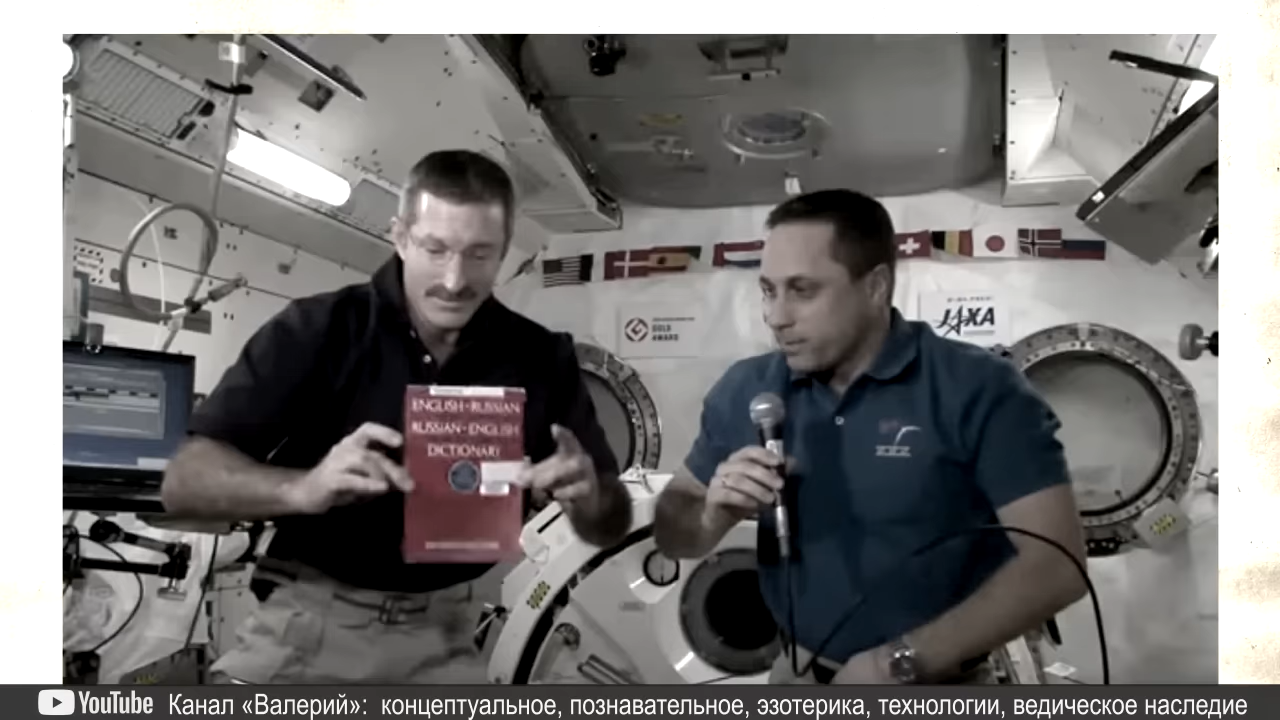 GOLD
AWARD
JAXA
ENGLISH-RUSSIAN
RUSSIAN-ENGLISH
DICTIONARY
YouTube Канал «Валерий»: концептуальное, познавательное, эзотерика, технологии, ведическое наследие